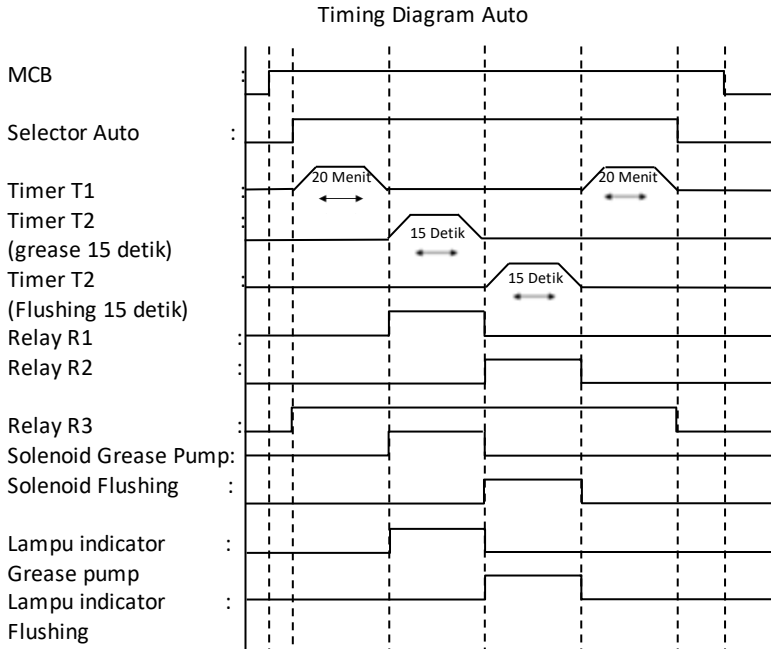 Timing Diagram Auto
MCB :
Selector Auto :
20 Menit 20 Menit
Timer T1 :
Timer T2 :
(grease 15 detik)
15 Detik
Timer T2 :
(Flushing 15 detik)
15 Detik
Relay R1 :
Relay R2 :
Relay R3 :
Solenoid Grease Pump:
Solenoid Flushing :
Lampu indicator :
Grease pump
Lampu indicator :
Flushing